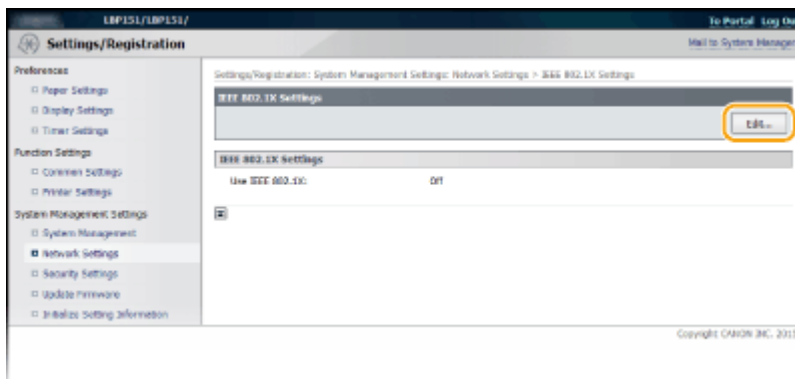 LBP151/LBP151/
To Portal Log Ou
Settings/Registration
Mail to System Manager
Preferences
Paper Settings
Display Settings
Timer Settings
Function Settings
Common Settings
Printer Settings
System Management Settings
System Management
Network Settings
Security Settings
Update Firmware
Initialize Setting Information
Settings/Registration: System Management Settings: Network Settings > IEEE 802.1X Settings
IEEE 802.1X Settings
Edit...
IEEE 802.1X Settings
Use IEEE 802.1X: Off
Copyright CANON INC. 201